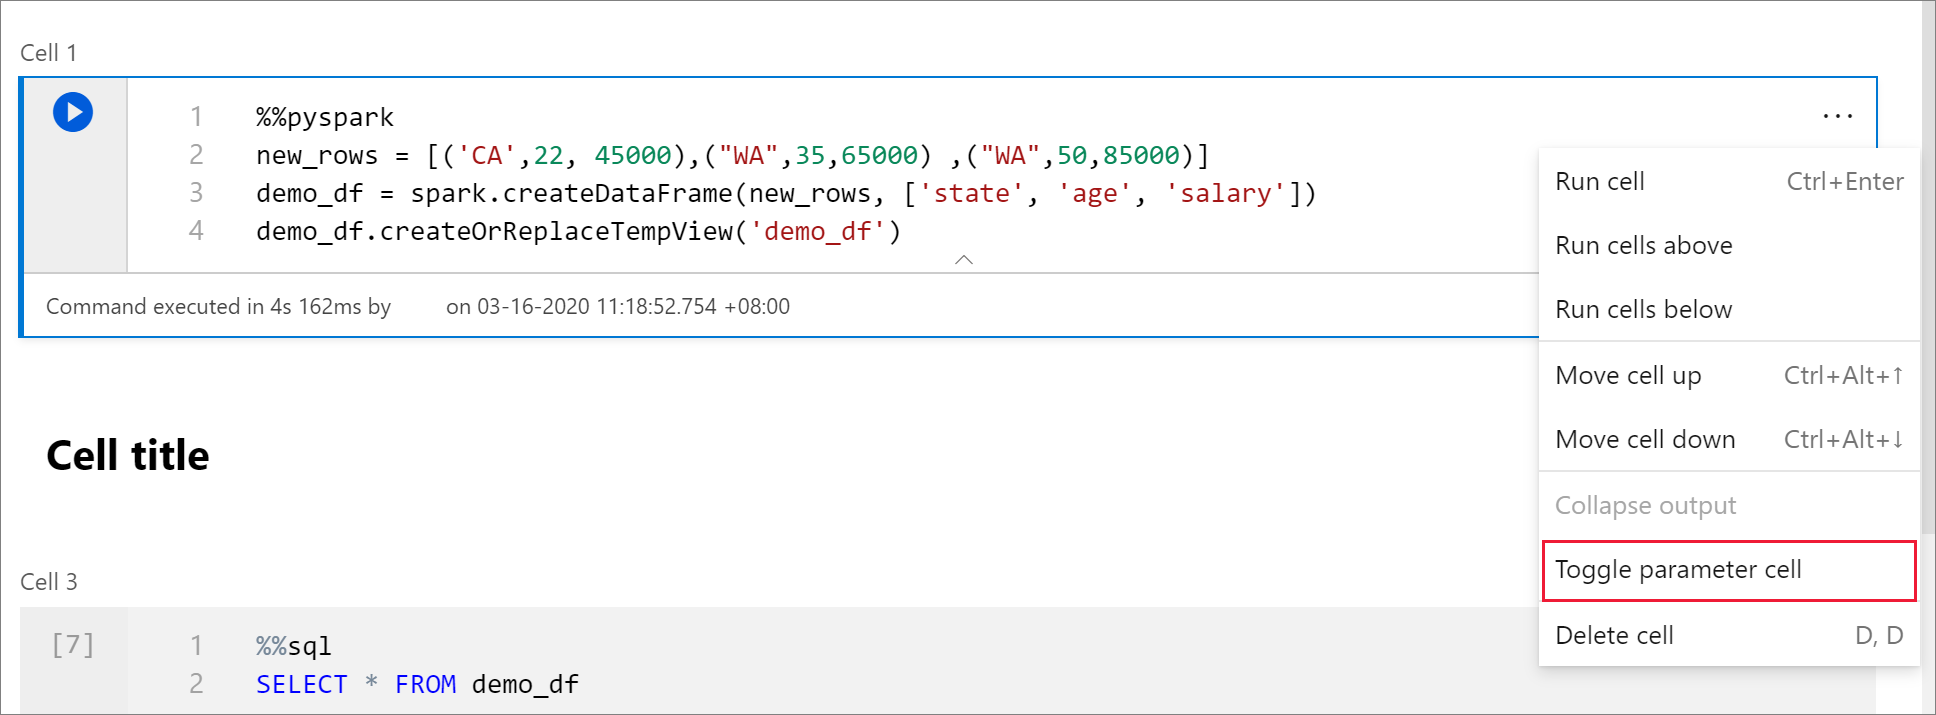 Cell 1
...
1 %%pyspark
2 new_rows = [('CA',22, 45000),("WA",35,65000) ,("WA",50,85000)]
3 demo_df = spark.createDataFrame(new_rows, ['state', 'age', 'salary'])
4 demo_df.createOrReplaceTempView('demo_df')
Command executed in 4s 162ms by on 03-16-2020 11:18:52.754 +08:00
Run cell Ctrl+Enter
Run cells above
Run cells below
Move cell up Ctrl+Alt+↑
Move cell down Ctrl+Alt+↓
Collapse output
Toggle parameter cell
Delete cell D, D
Cell title
Cell 3
[7]
1 %%sql
2 SELECT * FROM demo_df